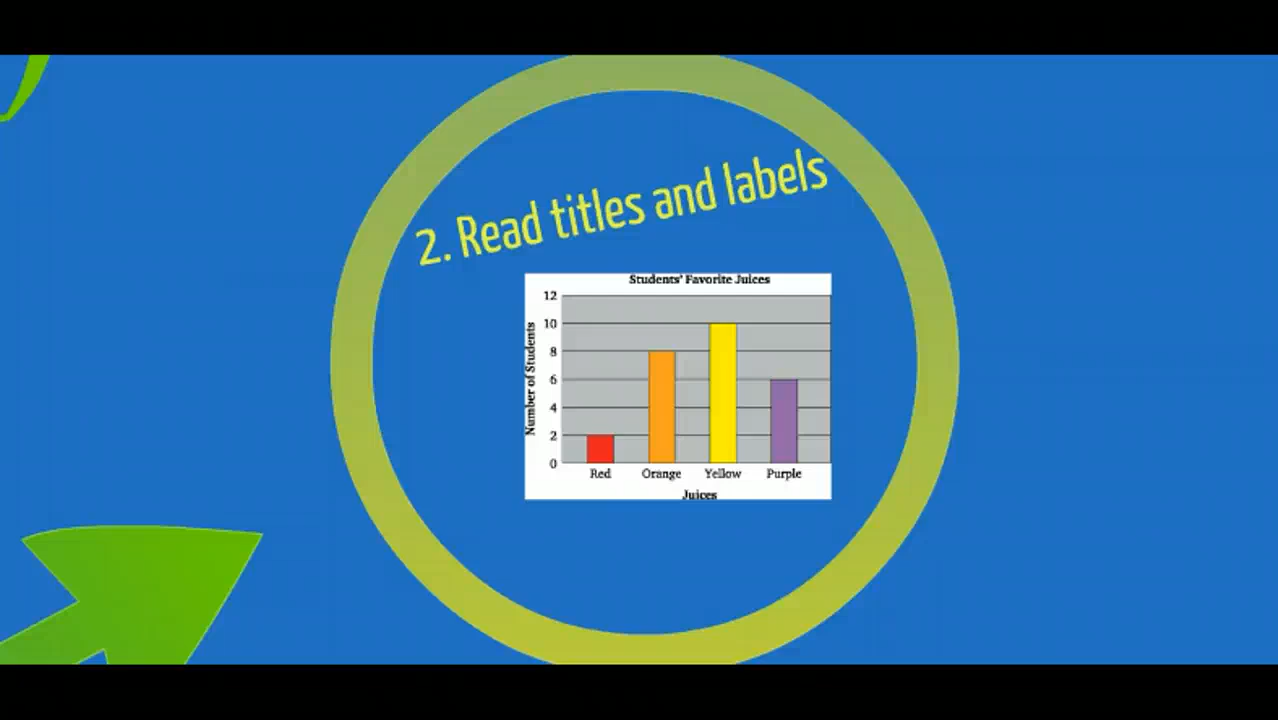 2. Read titles and labels
Students' Favorite Juices
Number of Students
12
10
8
6
4
2
0
Red Orange Yellow Purple
Juices